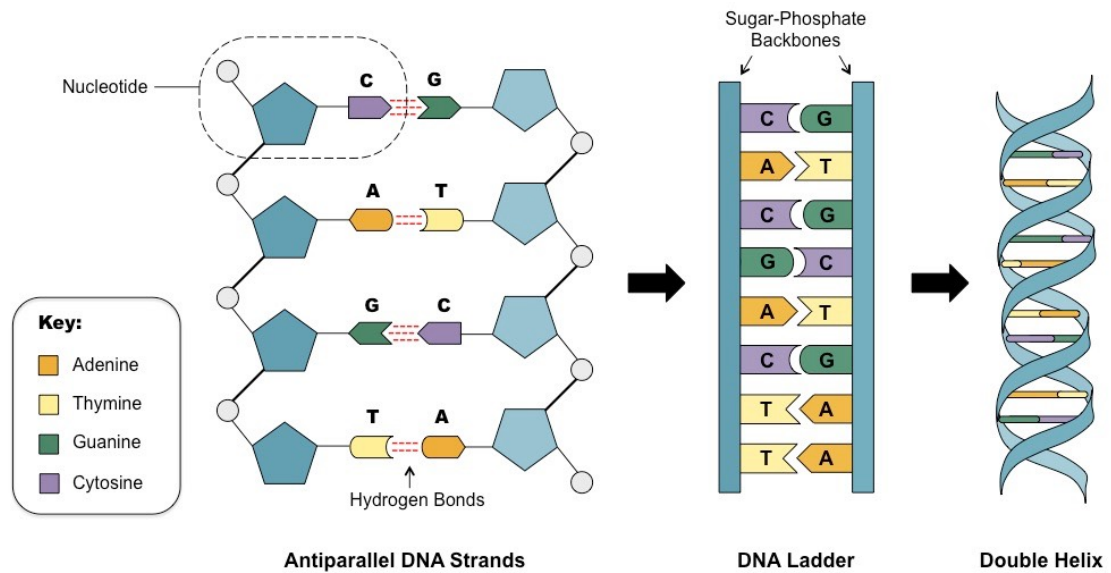 Sugar-Phosphate
Backbones
Nucleotide
C G
A T
G C
T A
Hydrogen Bonds
Key:
Adenine
Thymine
Guanine
Cytosine
C G
A T
C G
G C
A T
C G
T A
T A
Antiparallel DNA Strands
DNA Ladder
Double Helix